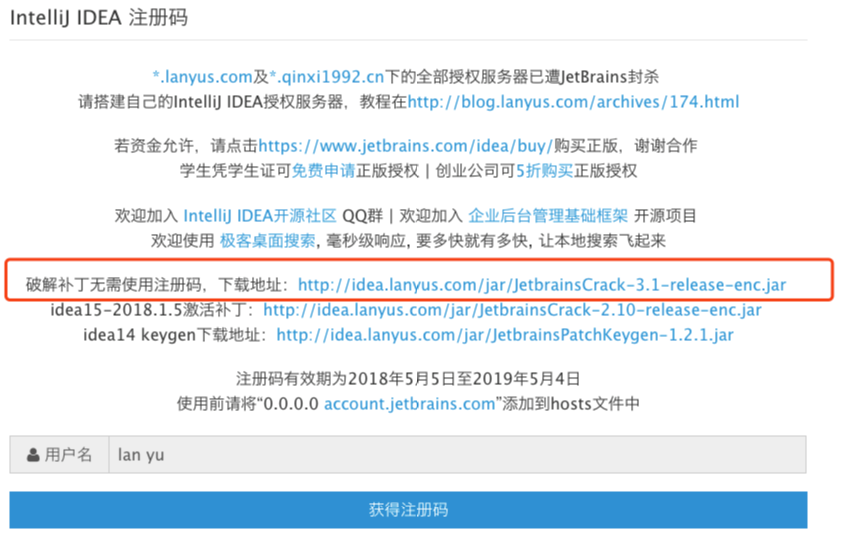 IntelliJ IDEA 注册码
*.lanyus.com及*.qinxi1992.cn下的全部授权服务器已遭JetBrains封杀
请搭建自己的IntelliJ IDEA授权服务器，教程在http://blog.lanyus.com/archives/174.html
若资金允许，请点击https://www.jetbrains.com/idea/buy/购买正版，谢谢合作
学生凭学生证可免费申请正版授权 | 创业公司可5折购买正版授权
欢迎加入 IntelliJ IDEA开源社区 QQ群 | 欢迎加入 企业后台管理基础框架 开源项目
欢迎使用 极客桌面搜索, 毫秒级响应, 要多快就有多快, 让本地搜索飞起来
破解补丁无需使用注册码，下载地址：http://idea.lanyus.com/jar/JetbrainsCrack-3.1-release-enc.jar
idea15-2018.1.5激活补丁：http://idea.lanyus.com/jar/JetbrainsCrack-2.10-release-enc.jar
idea14 keygen下载地址：http://idea.lanyus.com/jar/JetbrainsPatchKeygen-1.2.1.jar
注册码有效期为2018年5月5日至2019年5月4日
使用前请将“0.0.0.0 account.jetbrains.com”添加到hosts文件中
用户名 lan yu
获得注册码